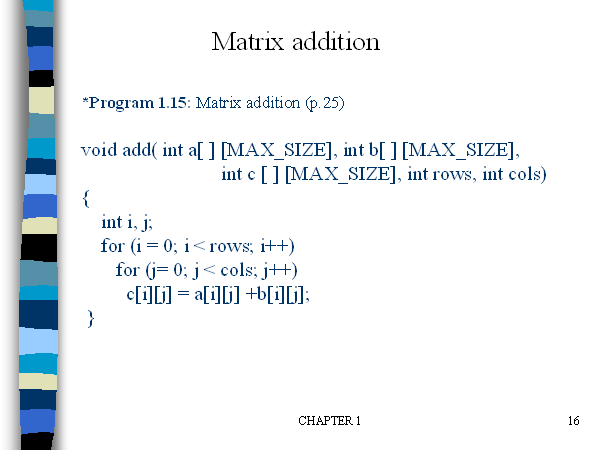 Matrix addition
*Program 1.15: Matrix addition (p.25)
void add( int a[ ] [MAX_SIZE], int b[ ] [MAX_SIZE],
int c [ ] [MAX_SIZE], int rows, int cols)
{
int i, j;
for (i = 0; i < rows; i++)
for (j= 0; j < cols; j++)
c[i][j] = a[i][j] +b[i][j];
}
CHAPTER 1
16